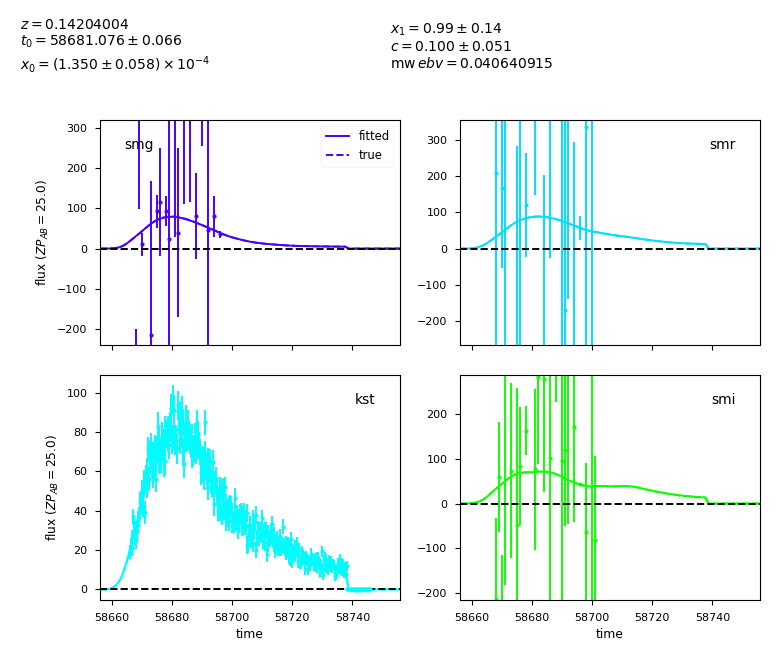 z = 0.14204004
t₀ = 58681.076 ± 0.066
x₀ = (1.350 ± 0.058) × 10⁻⁴
x₁ = 0.99 ± 0.14
c = 0.100 ± 0.051
mw ebv = 0.040640915
smg
fitted
true
300
200
100
0
−100
−200
flux (ZP_AB = 25.0)
smr
300
200
100
0
−100
−200
kst
100
80
60
40
20
0
flux (ZP_AB = 25.0)
58660 58680 58700 58720 58740
time
smi
200
100
0
−100
−200
58660 58680 58700 58720 58740
time